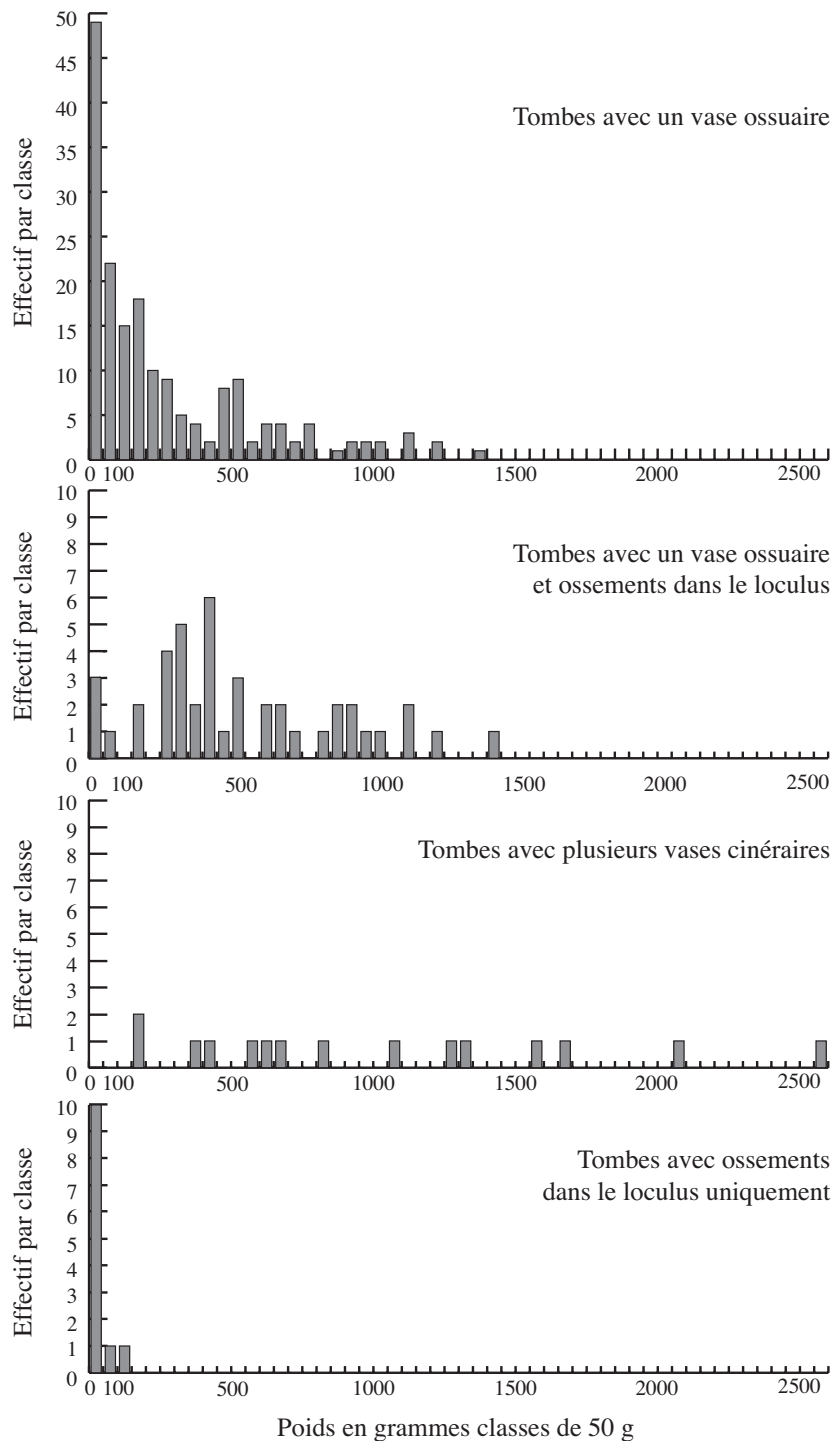 50
45
40
35
30
25
20
15
10
5
0
Effectif par classe
Tombes avec un vase ossuaire
0 100 500 1000 1500 2000 2500
10
9
8
7
6
5
4
3
2
1
0
Effectif par classe
Tombes avec un vase ossuaire
et ossements dans le loculus
0 100 500 1000 1500 2000 2500
10
9
8
7
6
5
4
3
2
1
0
Effectif par classe
Tombes avec plusieurs vases cinéraires
0 100 500 1000 1500 2000 2500
10
9
8
7
6
5
4
3
2
1
0
Effectif par classe
Tombes avec ossements
dans le loculus uniquement
0 100 500 1000 1500 2000 2500
Poids en grammes classes de 50 g